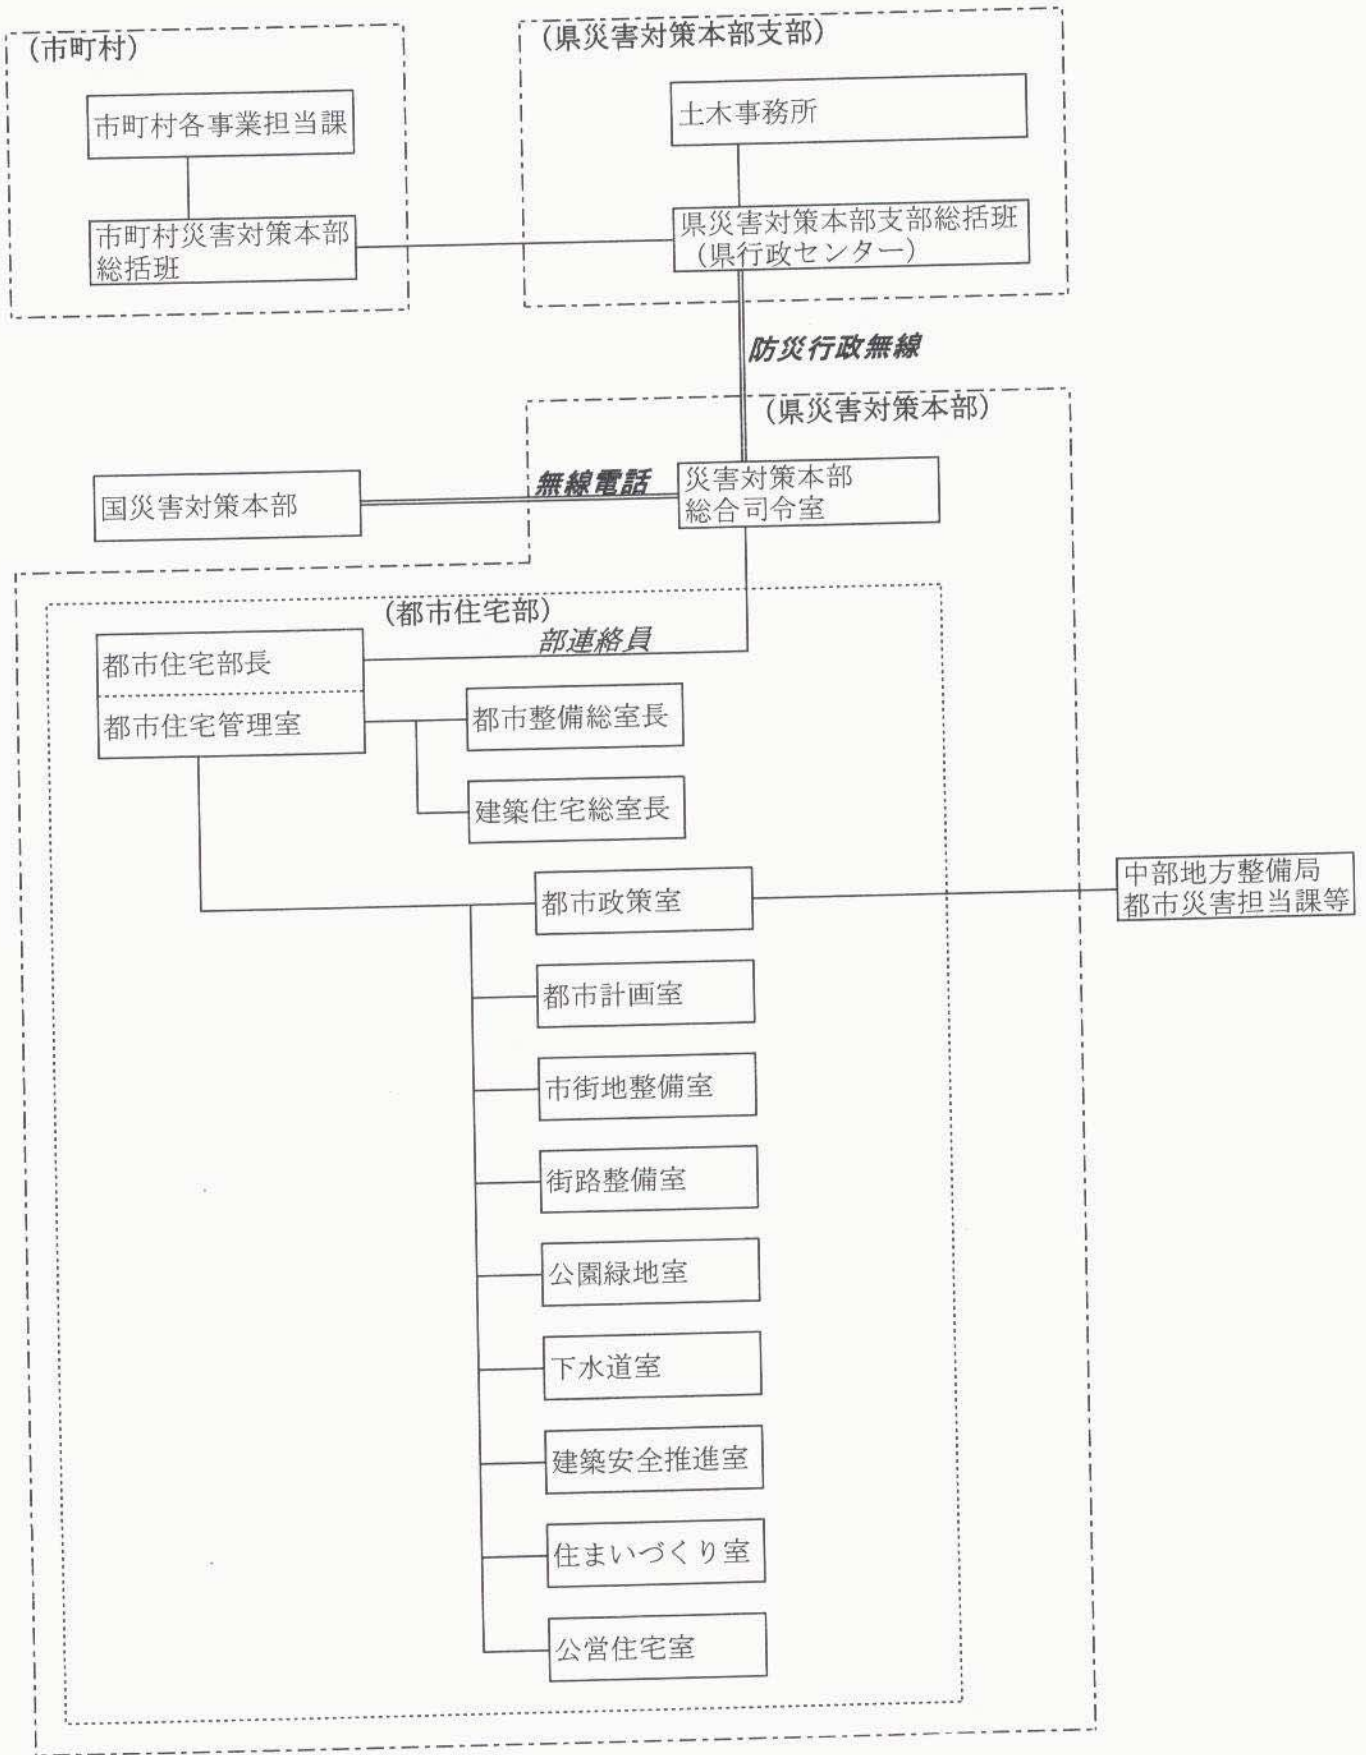 (市町村)
市町村各事業担当課
市町村災害対策本部
総括班
(県災害対策本部支部)
土木事務所
県災害対策本部支部総括班
(県行政センター)
防災行政無線
(県災害対策本部)
国災害対策本部
無線電話
災害対策本部
総合司令室
(都市住宅部)
部連絡員
都市住宅部長
都市住宅管理室
都市整備総室長
建築住宅総室長
都市政策室
中部地方整備局
都市災害担当課等
都市計画室
市街地整備室
街路整備室
公園緑地室
下水道室
建築安全推進室
住まいづくり室
公営住宅室